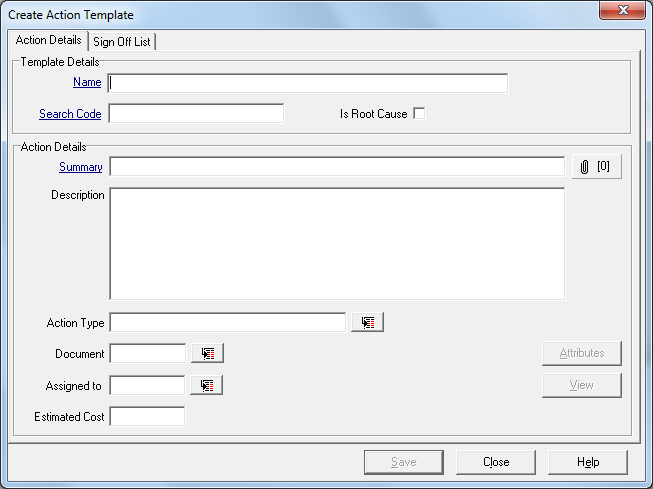 Create Action Template
Action Details Sign Off List
Template Details
Name
Search Code Is Root Cause
Action Details
Summary [0]
Description
Action Type
Document Attributes
Assigned to View
Estimated Cost
Save Close Help